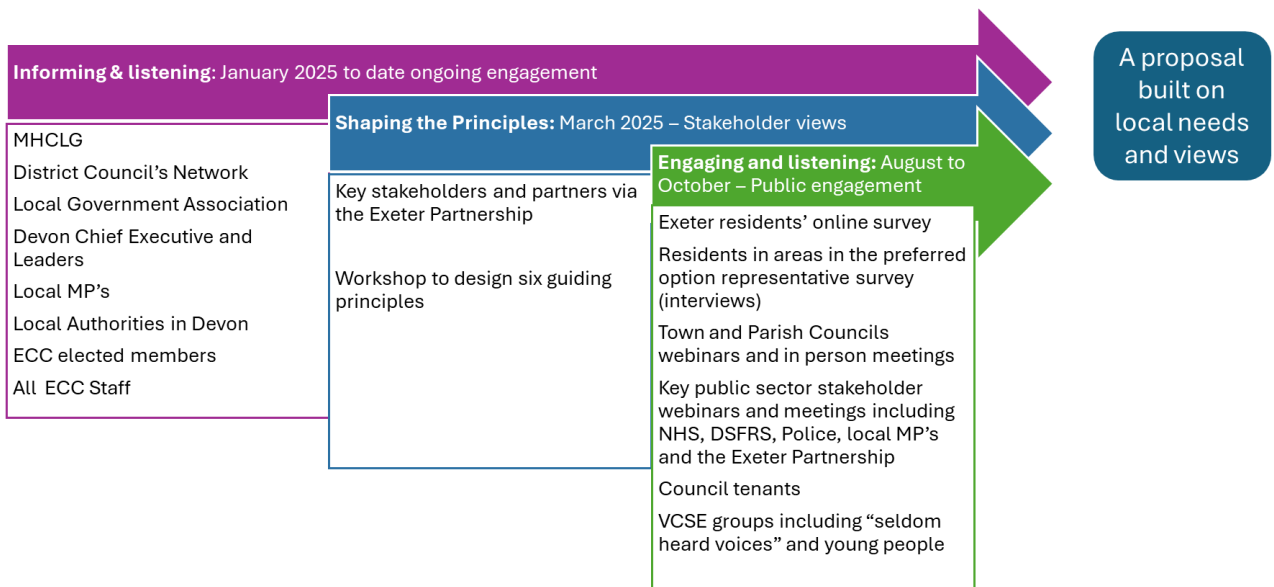 Informing & listening: January 2025 to date ongoing engagement
MHCLG
District Council’s Network
Local Government Association
Devon Chief Executive and
Leaders
Local MP’s
Local Authorities in Devon
ECC elected members
All ECC Staff
Shaping the Principles: March 2025 – Stakeholder views
Key stakeholders and partners via
the Exeter Partnership
Workshop to design six guiding
principles
Engaging and listening: August to
October – Public engagement
Exeter residents’ online survey
Residents in areas in the preferred
option representative survey
(interviews)
Town and Parish Councils
webinars and in person meetings
Key public sector stakeholder
webinars and meetings including
NHS, DSFRS, Police, local MP’s
and the Exeter Partnership
Council tenants
VCSE groups including “seldom
heard voices” and young people
A proposal
built on
local needs
and views